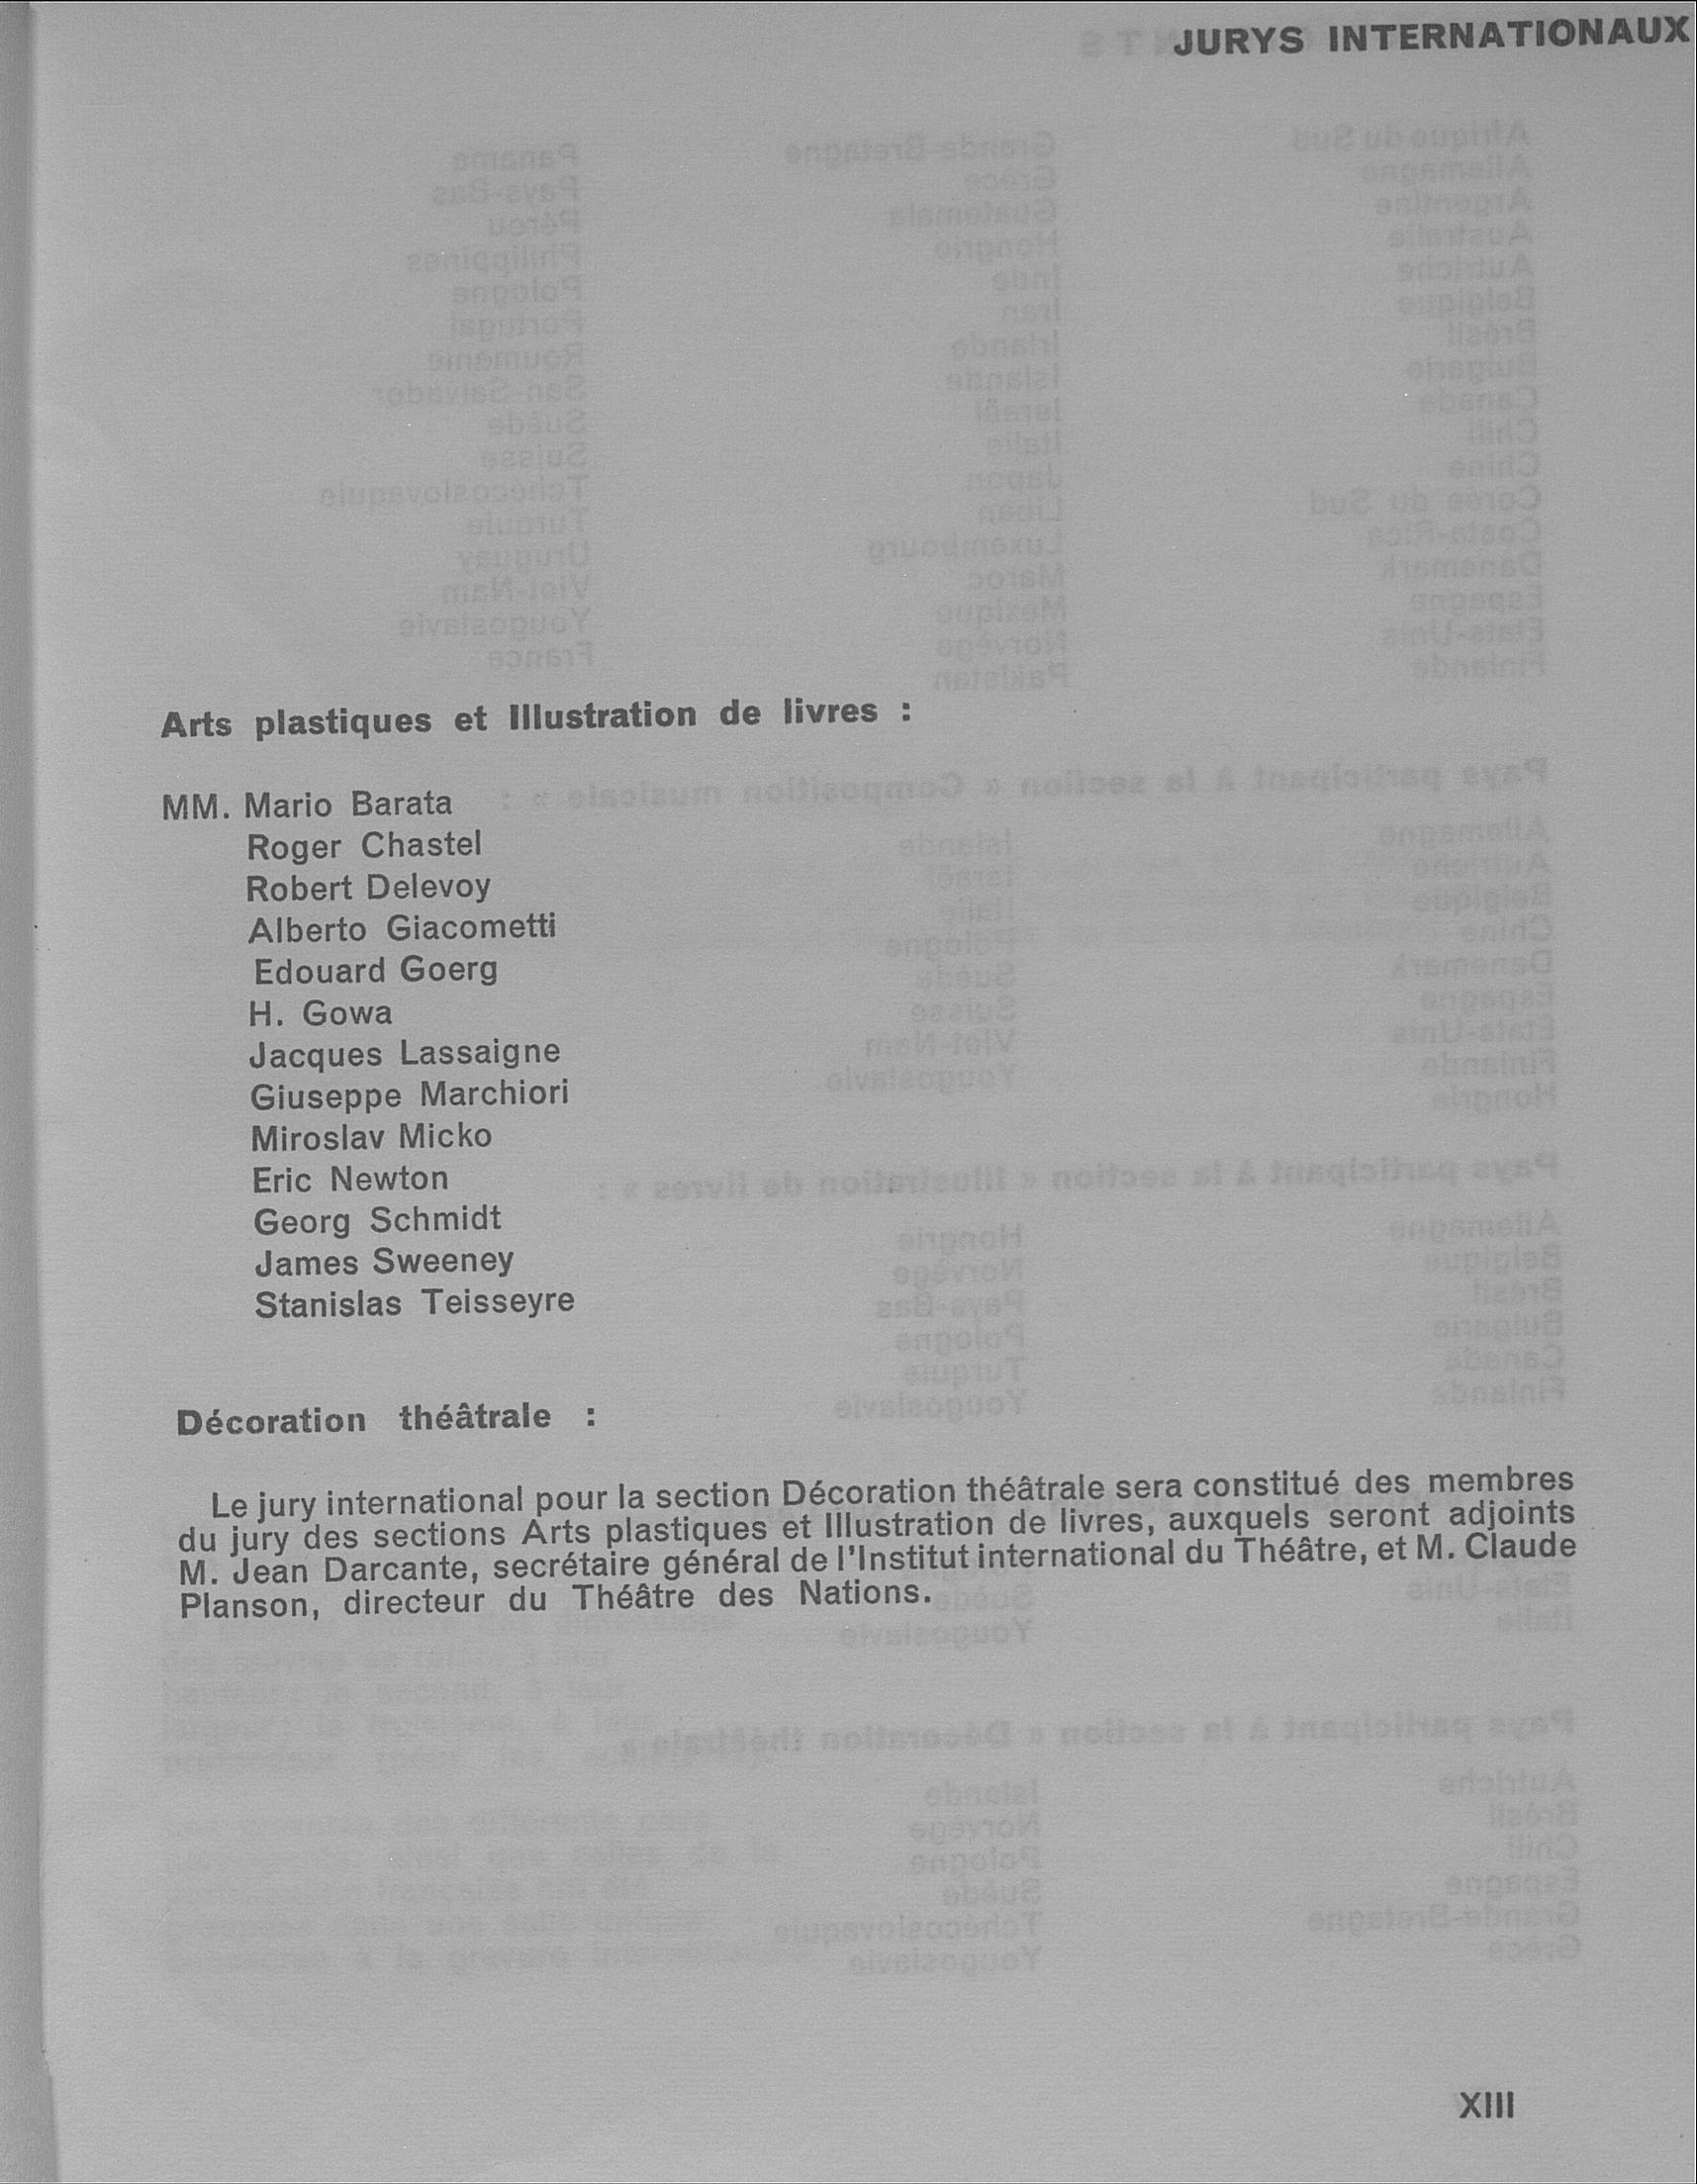 JURYS INTERNATIONAUX
Arts plastiques et Illustration de livres :
MM. Mario Barata
Roger Chastel
Robert Delevoy
Alberto Giacometti
Edouard Goerg
H. Gowa
Jacques Lassaigne
Giuseppe Marchiori
Miroslav Micko
Eric Newton
Georg Schmidt
James Sweeney
Stanislas Teisseyre
Décoration théâtrale :
Le jury international pour la section Décoration théâtrale sera constitué des membres
du jury des sections Arts plastiques et Illustration de livres, auxquels seront adjoints
M. Jean Darcante, secrétaire général de l'Institut international du Théâtre, et M. Claude
Planson, directeur du Théâtre des Nations.
XIII